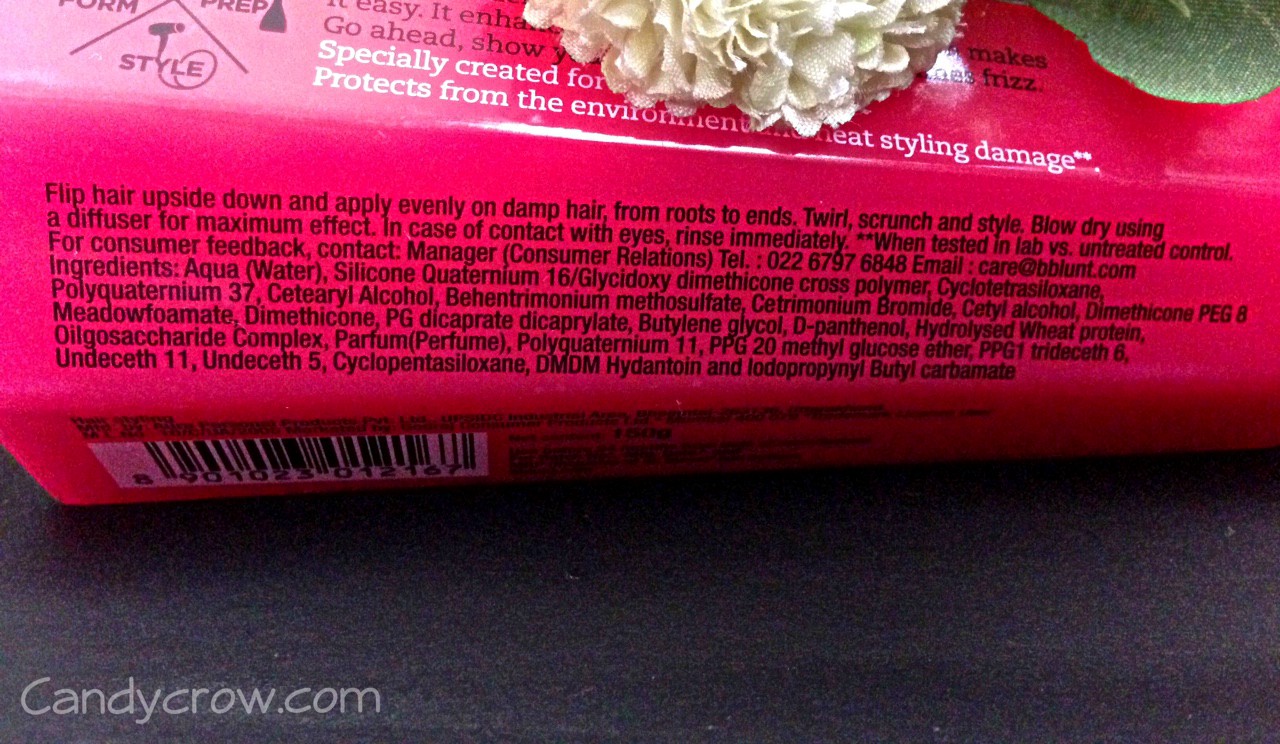 FORM PREP
STYLE
It easy. It
Go ahead, show
makes
Specially created for
frizz.
Protects from the environment and heat styling damage**.
Flip hair upside down and apply evenly on damp hair, from roots to ends. Twirl, scrunch and style. Blow dry using
a diffuser for maximum effect. In case of contact with eyes, rinse immediately. **When tested in lab vs. untreated control.
For consumer feedback, contact: Manager (Consumer Relations) Tel. : 022 6797 6848 Email : care@bblunt.com
Ingredients: Aqua (Water), Silicone Quaternium 16/Glycidoxy dimethicone cross polymer, Cyclotetrasiloxane,
Polyquaternium 37, Cetearyl Alcohol, Behentrimonium methosulfate, Cetrimonium Bromide, Cetyl alcohol, Dimethicone PEG 8
Meadowfoamate, Dimethicone, PG dicaprate dicaprylate, Butylene glycol, D-panthenol, Hydrolysed Wheat protein,
Oilgosaccharide Complex, Parfum(Perfume), Polyquaternium 11, PPG 20 methyl glucose ether, PPG1 trideceth 6,
Undeceth 11, Undeceth 5, Cyclopentasiloxane, DMDM Hydantoin and Iodopropynyl Butyl carbamate
150g
8 901023 012167
Candycrow.com